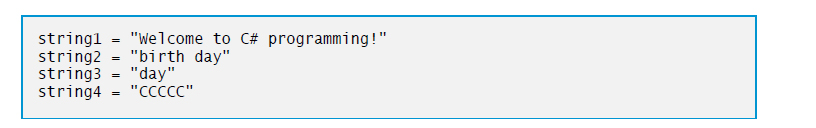 string1 = "Welcome to C# programming!"
string2 = "birth day"
string3 = "day"
string4 = "CCCCC"